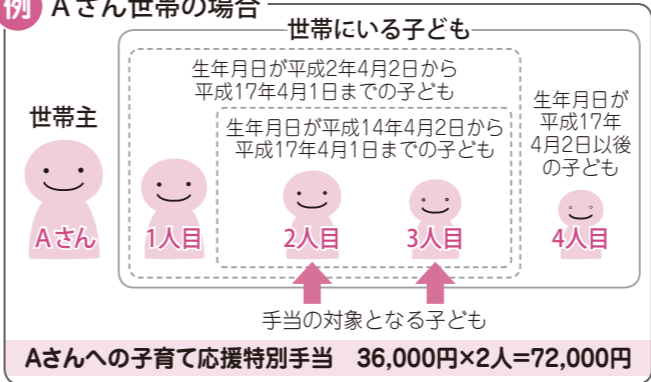 例 Aさん世帯の場合
世帯にいる子ども
生年月日が平成2年4月2日から
平成17年4月1日までの子ども
生年月日が平成14年4月2日から
平成17年4月1日までの子ども
生年月日が
平成17年
4月2日以後
の子ども
世帯主
Aさん
1人目
2人目
3人目
4人目
手当の対象となる子ども
Aさんへの子育て応援特別手当 36,000円×2人=72,000円